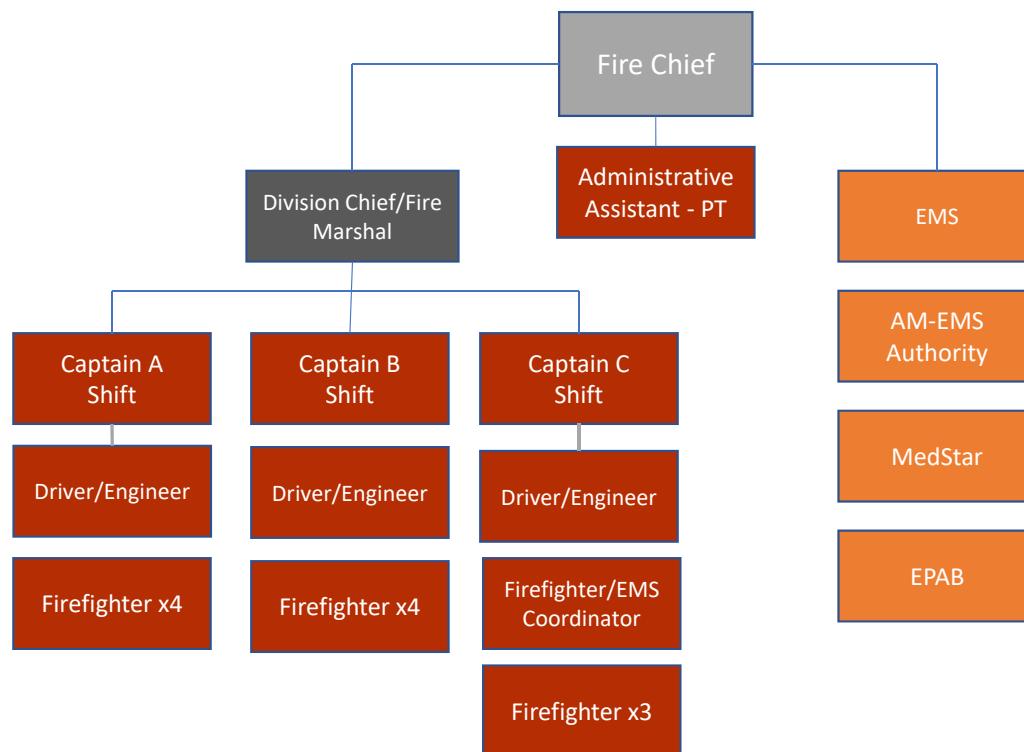 Fire Chief
Administrative
Assistant - PT
Division Chief/Fire
Marshal
EMS
Captain A
Shift
Captain B
Shift
Captain C
Shift
AM-EMS
Authority
Driver/Engineer
Driver/Engineer
Driver/Engineer
MedStar
Firefighter x4
Firefighter x4
Firefighter/EMS
Coordinator
EPAB
Firefighter x3